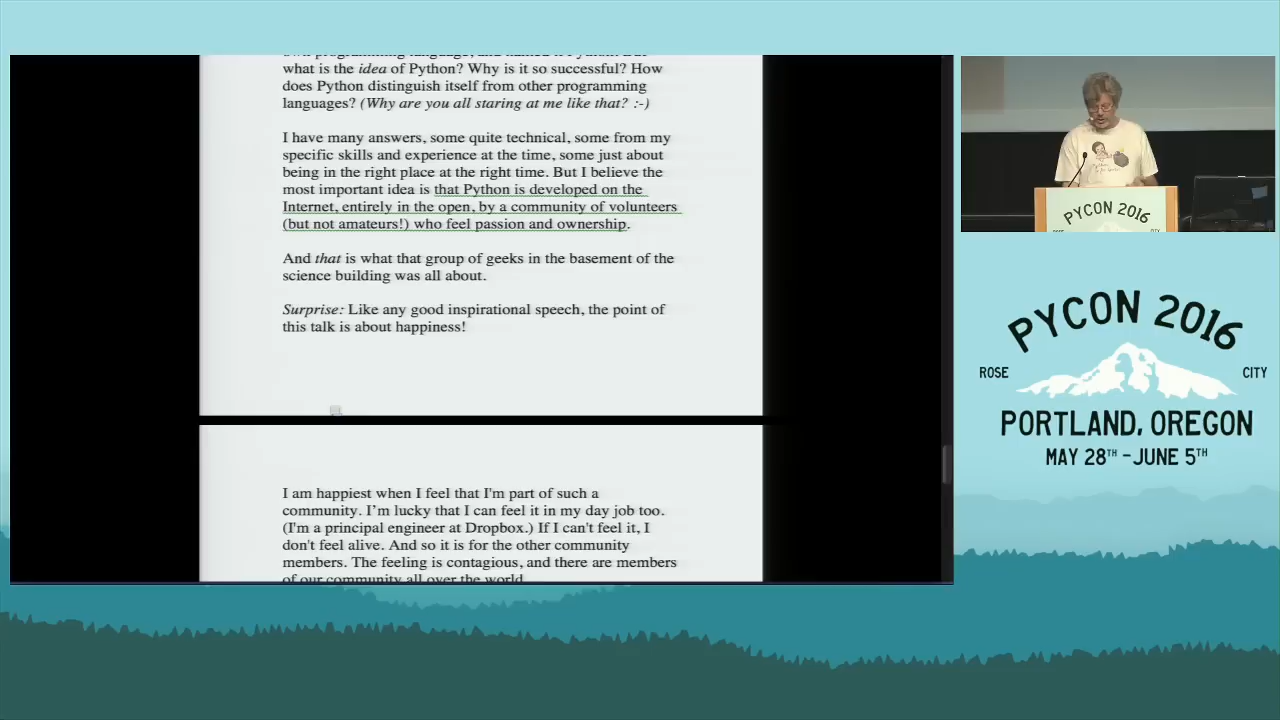 what is the idea of Python? Why is it so successful? How
does Python distinguish itself from other programming
languages? (Why are you all staring at me like that? :-)
I have many answers, some quite technical, some from my
specific skills and experience at the time, some just about
being in the right place at the right time. But I believe the
most important idea is that Python is developed on the
Internet, entirely in the open, by a community of volunteers
(but not amateurs!) who feel passion and ownership.
And that is what that group of geeks in the basement of the
science building was all about.
Surprise: Like any good inspirational speech, the point of
this talk is about happiness!
I am happiest when I feel that I'm part of such a
community. I’m lucky that I can feel it in my day job too.
(I'm a principal engineer at Dropbox.) If I can't feel it, I
don't feel alive. And so it is for the other community
members. The feeling is contagious, and there are members
of our community all over the world.
PYCON 2016
PYCON 2016
ROSE
CITY
PORTLAND, OREGON
MAY 28TH - JUNE 5TH